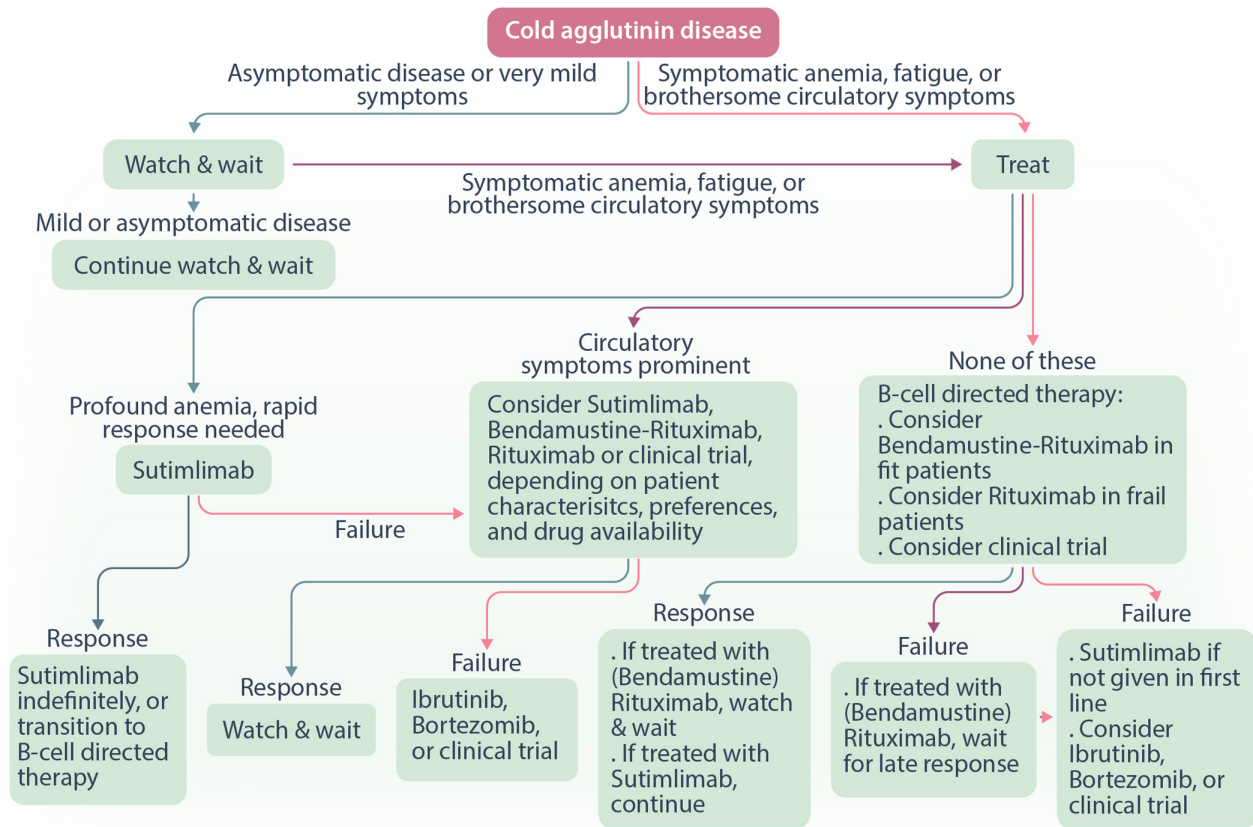 Cold agglutinin disease
Asymptomatic disease or very mild
symptoms
Symptomatic anemia, fatigue, or
brothersome circulatory symptoms
Watch & wait
Treat
Symptomatic anemia, fatigue, or
brothersome circulatory symptoms
Mild or asymptomatic disease
Continue watch & wait
Profound anemia, rapid
response needed
Sutimlimab
Failure
Circulatory
symptoms prominent
Consider Sutimlimab,
Bendamustine-Rituximab,
Rituximab or clinical trial,
depending on patient
characterisitcs, preferences,
and drug availability
None of these
B-cell directed therapy:
. Consider
Bendamustine-Rituximab in
fit patients
. Consider Rituximab in frail
patients
. Consider clinical trial
Response
Sutimlimab
indefinitely, or
transition to
B-cell directed
therapy
Response
Watch & wait
Failure
Ibrutinib,
Bortezomib,
or clinical trial
Response
. If treated with
(Bendamustine)
Rituximab, watch
& wait
. If treated with
Sutimlimab,
continue
Failure
. If treated with
(Bendamustine)
Rituximab, wait
for late response
Failure
. Sutimlimab if
not given in first
line
. Consider
Ibrutinib,
Bortezomib, or
clinical trial